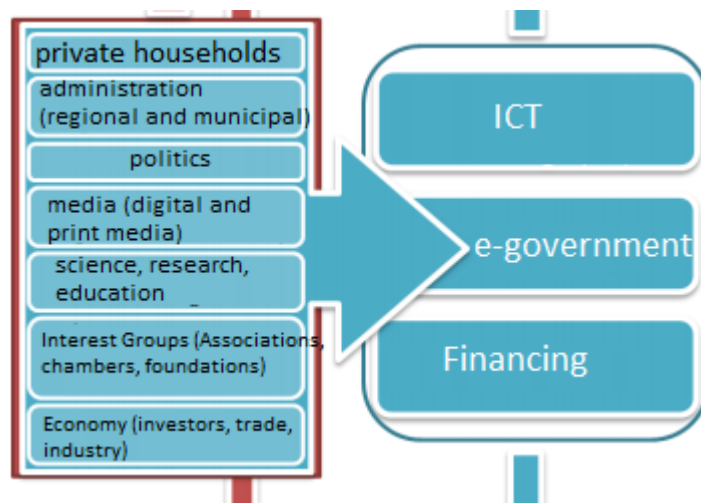 private households
administration
(regional and municipal)
politics
media (digital and
print media)
science, research,
education
Interest Groups (Associations,
chambers, foundations)
Economy (investors, trade,
industry)
ICT
e-government
Financing